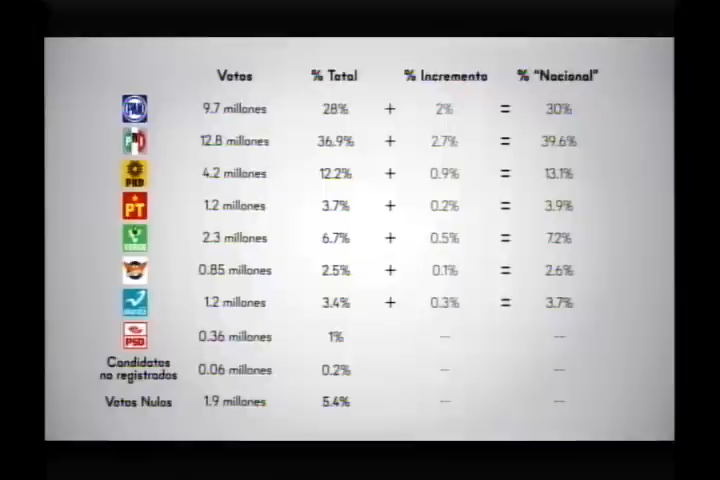 Votos % Total % Incremento % "Nacional"
PAN 9.7 millones 28% + 2% = 30%
PRD 12.8 millones 36.9% + 2.7% = 39.6%
PRD 4.2 millones 12.2% + 0.9% = 13.1%
PT 1.2 millones 3.7% + 0.2% = 3.9%
VERDE 2.3 millones 6.7% + 0.5% = 7.2%
0.85 millones 2.5% + 0.1% = 2.6%
1.2 millones 3.4% + 0.3% = 3.7%
PSD 0.36 millones 1% -- --
Candidatos
no registrados 0.06 millones 0.2% -- --
Votos Nulos 1.9 millones 5.4% -- --